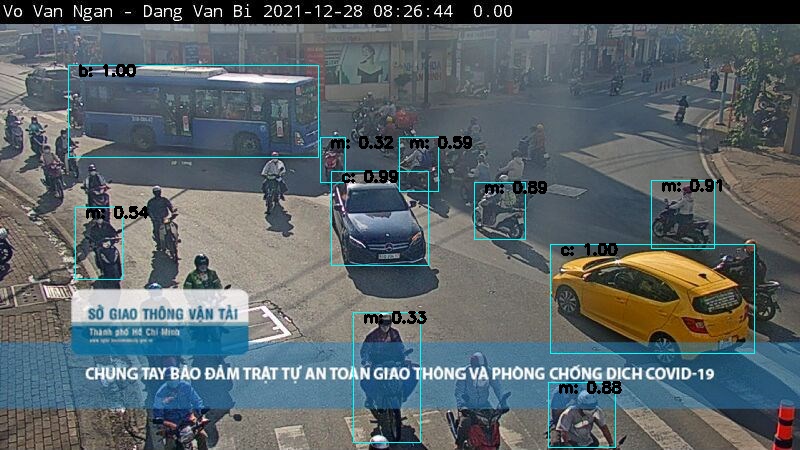 Vo Van Ngan - Dang Van Bi 2021-12-28 08:26:44  0.00
b: 1.00
m: 0.32
m: 0.59
c: 0.99
m: 0.89
m: 0.91
m: 0.54
c: 1.00
SỞ GIAO THÔNG VẬN TẢI
Thành phố Hồ Chí Minh
m: 0.33
CHUNG TAY BẢO ĐẢM TRẬT TỰ AN TOÀN GIAO THÔNG VÀ PHÒNG CHỐNG DỊCH COVID-19
m: 0.88